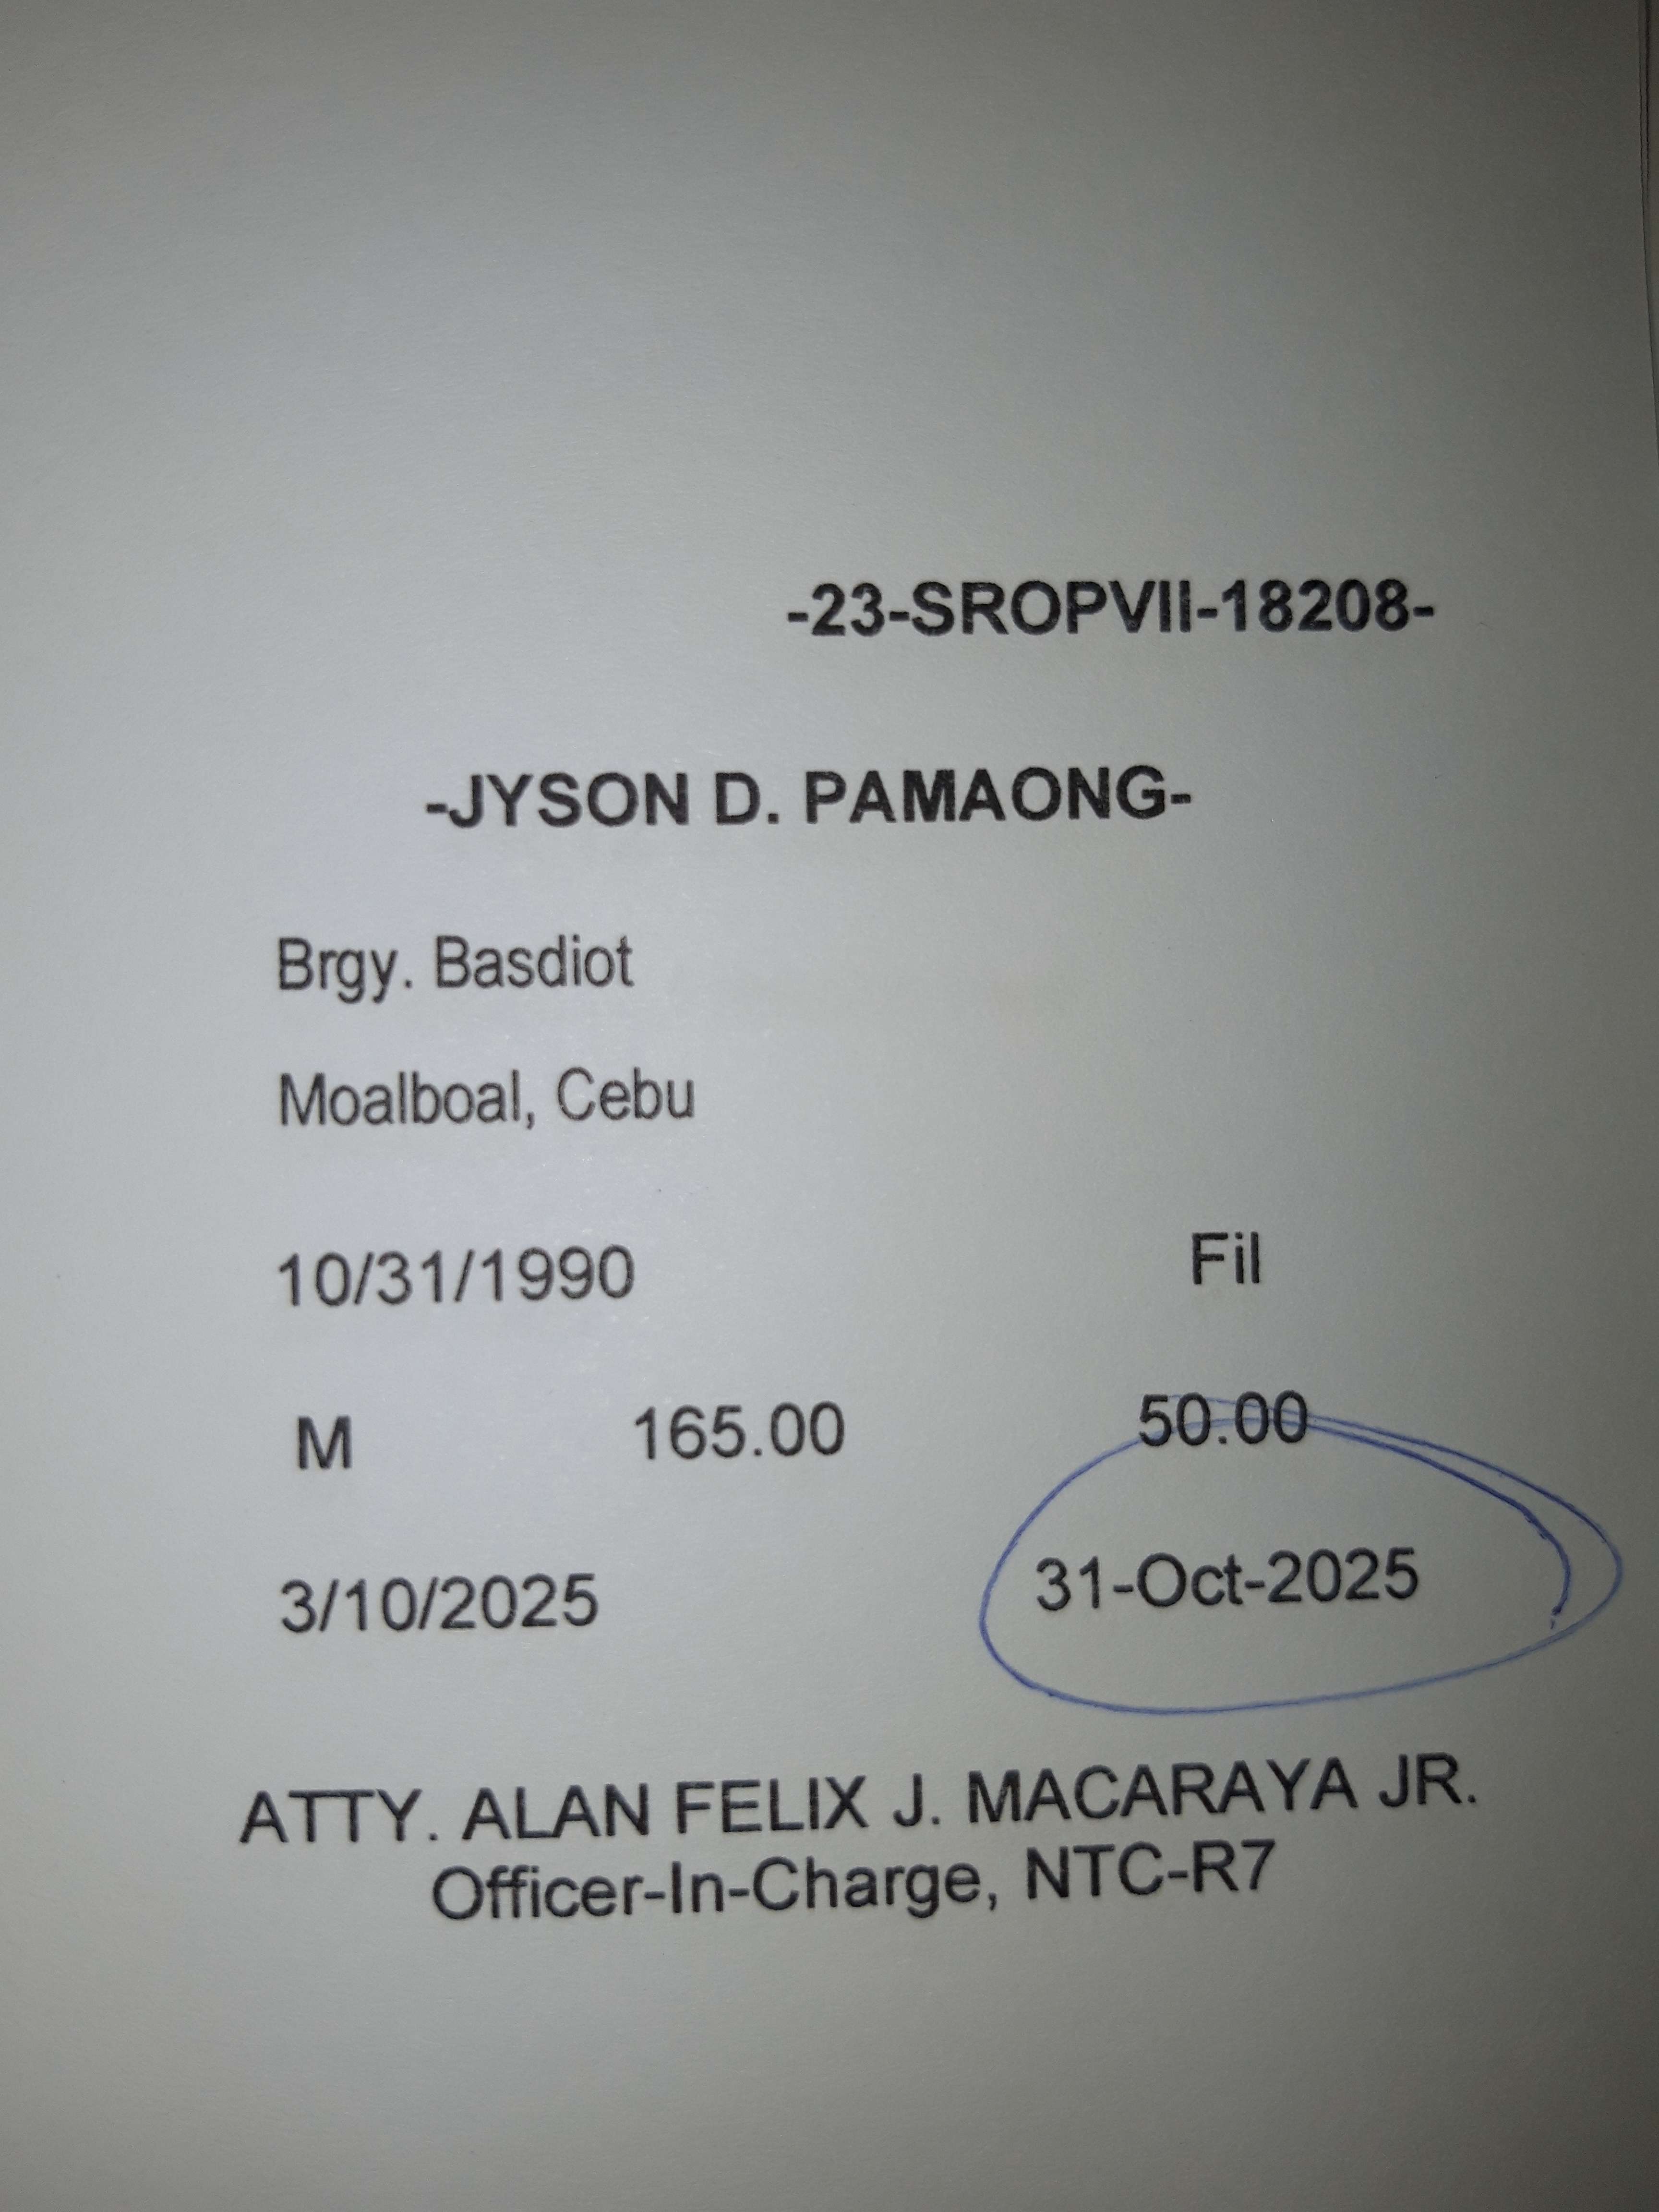 -23-SROPVII-18208-
-JYSON D. PAMAONG-
Brgy. Basdiot
Moalboal, Cebu
10/31/1990 Fil
M 165.00 50.00
3/10/2025 31-Oct-2025
ATTY. ALAN FELIX J. MACARAYA JR.
Officer-In-Charge, NTC-R7